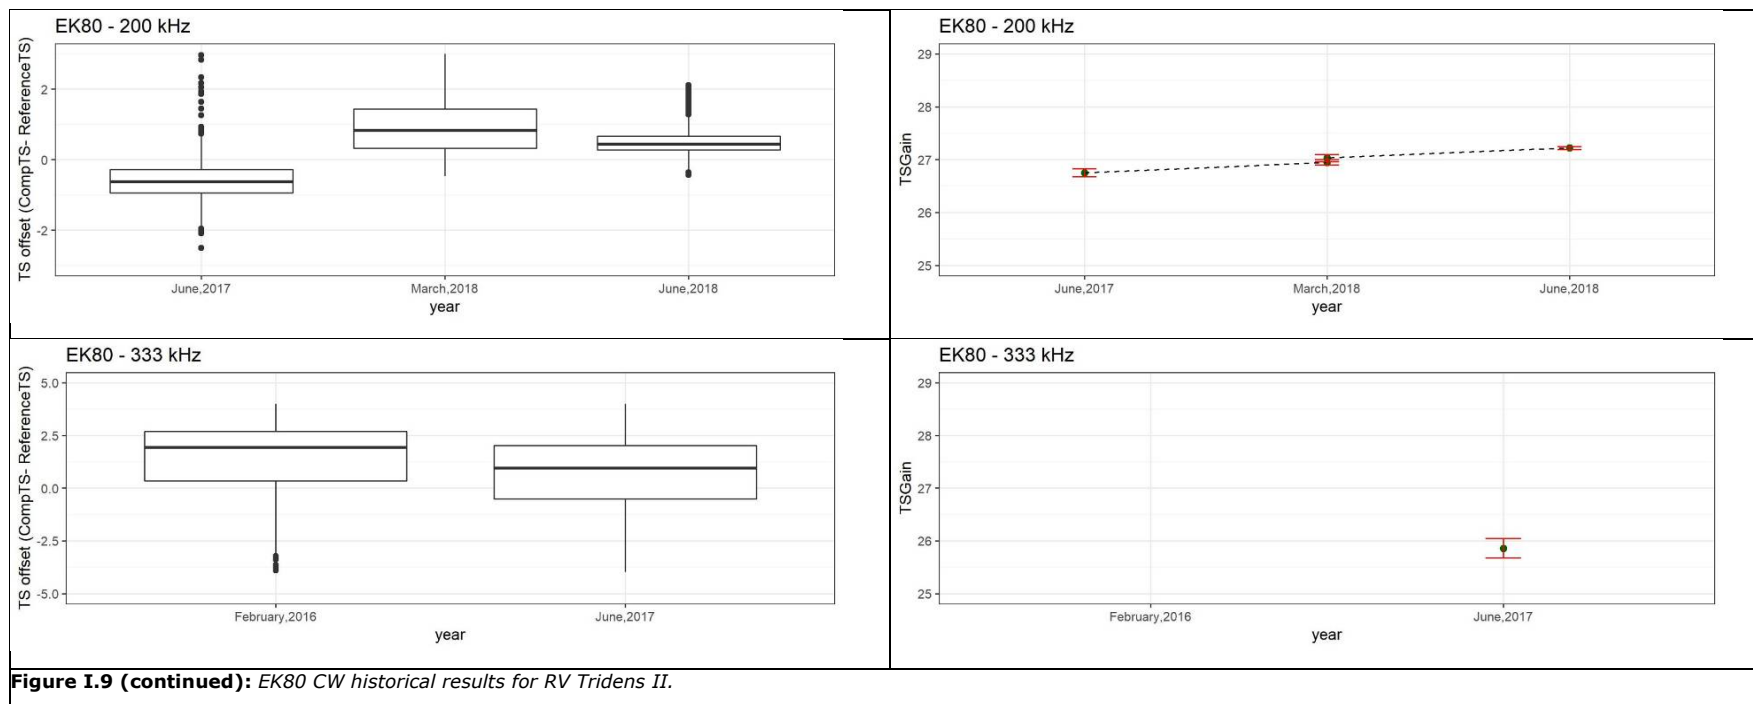 EK80 - 200 kHz
TS offset (CompTS- ReferenceTS)
2
0
-2
June,2017
March,2018
June,2018
year
EK80 - 200 kHz
TSGain
29
28
27
26
25
June,2017
March,2018
June,2018
year
EK80 - 333 kHz
TS offset (CompTS- ReferenceTS)
5.0
2.5
0.0
-2.5
-5.0
February,2016
June,2017
year
EK80 - 333 kHz
TSGain
29
28
27
26
25
February,2016
June,2017
year
Figure I.9 (continued): EK80 CW historical results for RV Tridens II.